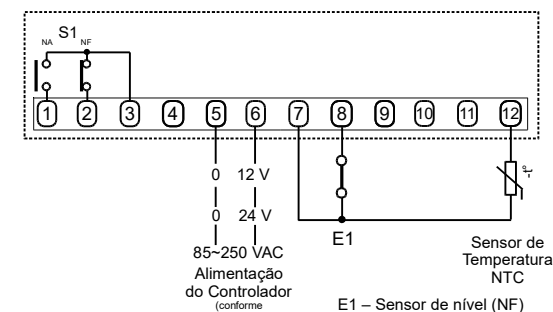 S1
NA NF
1 2 3 4 5 6 7 8 9 10 11 12
0 12 V
0 24 V
-t°
E1
85~250 VAC
Alimentação
do Controlador
(conforme
Sensor de
Temperatura
NTC
E1 – Sensor de nível (NF)